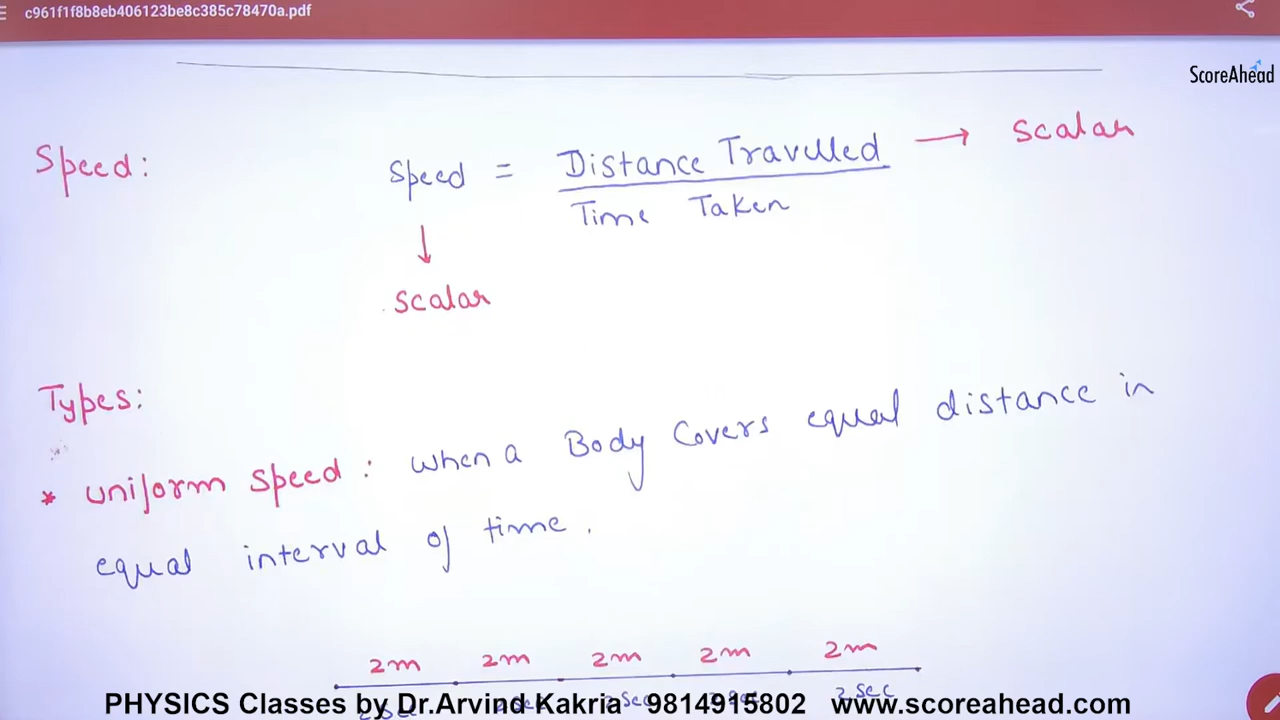 c961f1f8b8eb406123be8c385c78470a.pdf
ScoreAhead
Speed:
Speed = Distance Travelled → scalar
Time Taken
↓
scalar
Types:
* uniform speed: when a Body Covers equal distance in
equal interval of time.
2m 2m 2m 2m 2m
2 sec
PHYSICS Classes by Dr.Arvind Kakria 9814915802 www.scoreahead.com